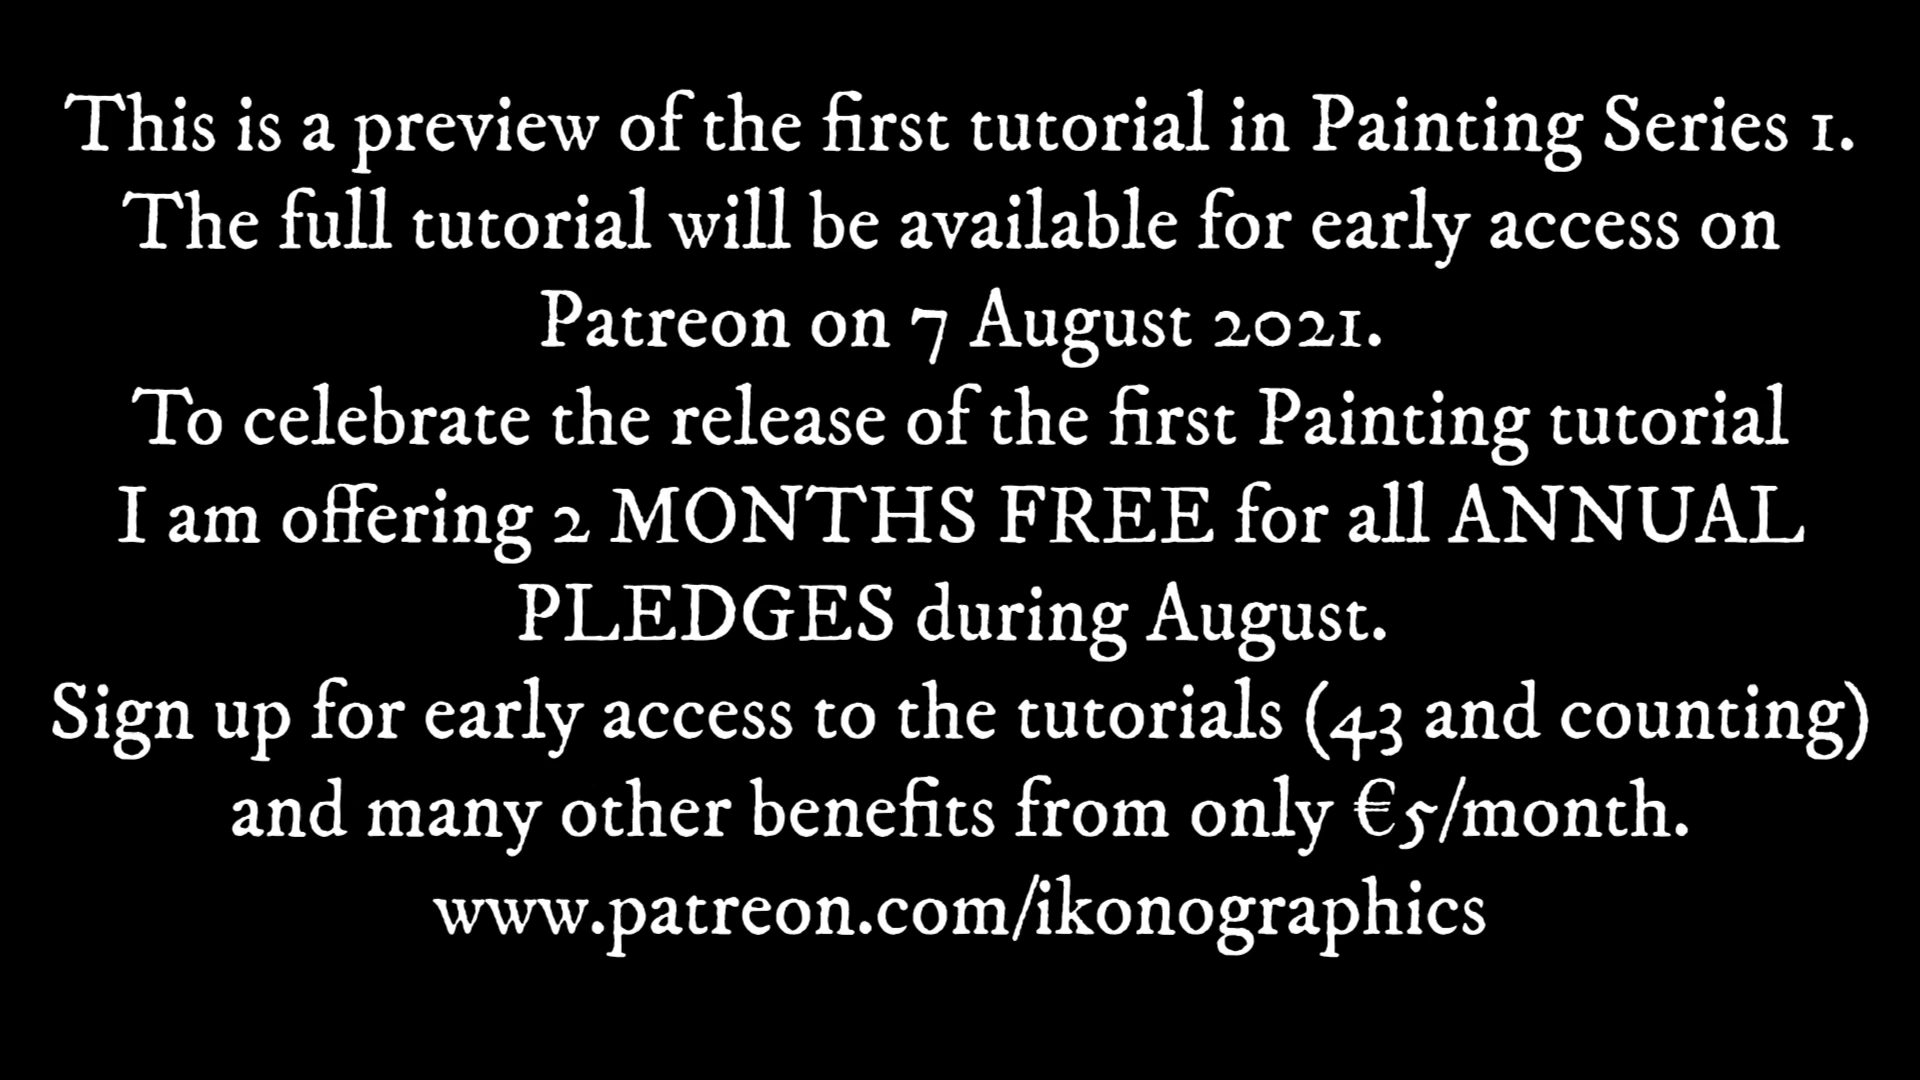 This is a preview of the first tutorial in Painting Series 1.
The full tutorial will be available for early access on
Patreon on 7 August 2021.
To celebrate the release of the first Painting tutorial
I am offering 2 MONTHS FREE for all ANNUAL
PLEDGES during August.
Sign up for early access to the tutorials (43 and counting)
and many other benefits from only €5/month.
www.patreon.com/ikonographics